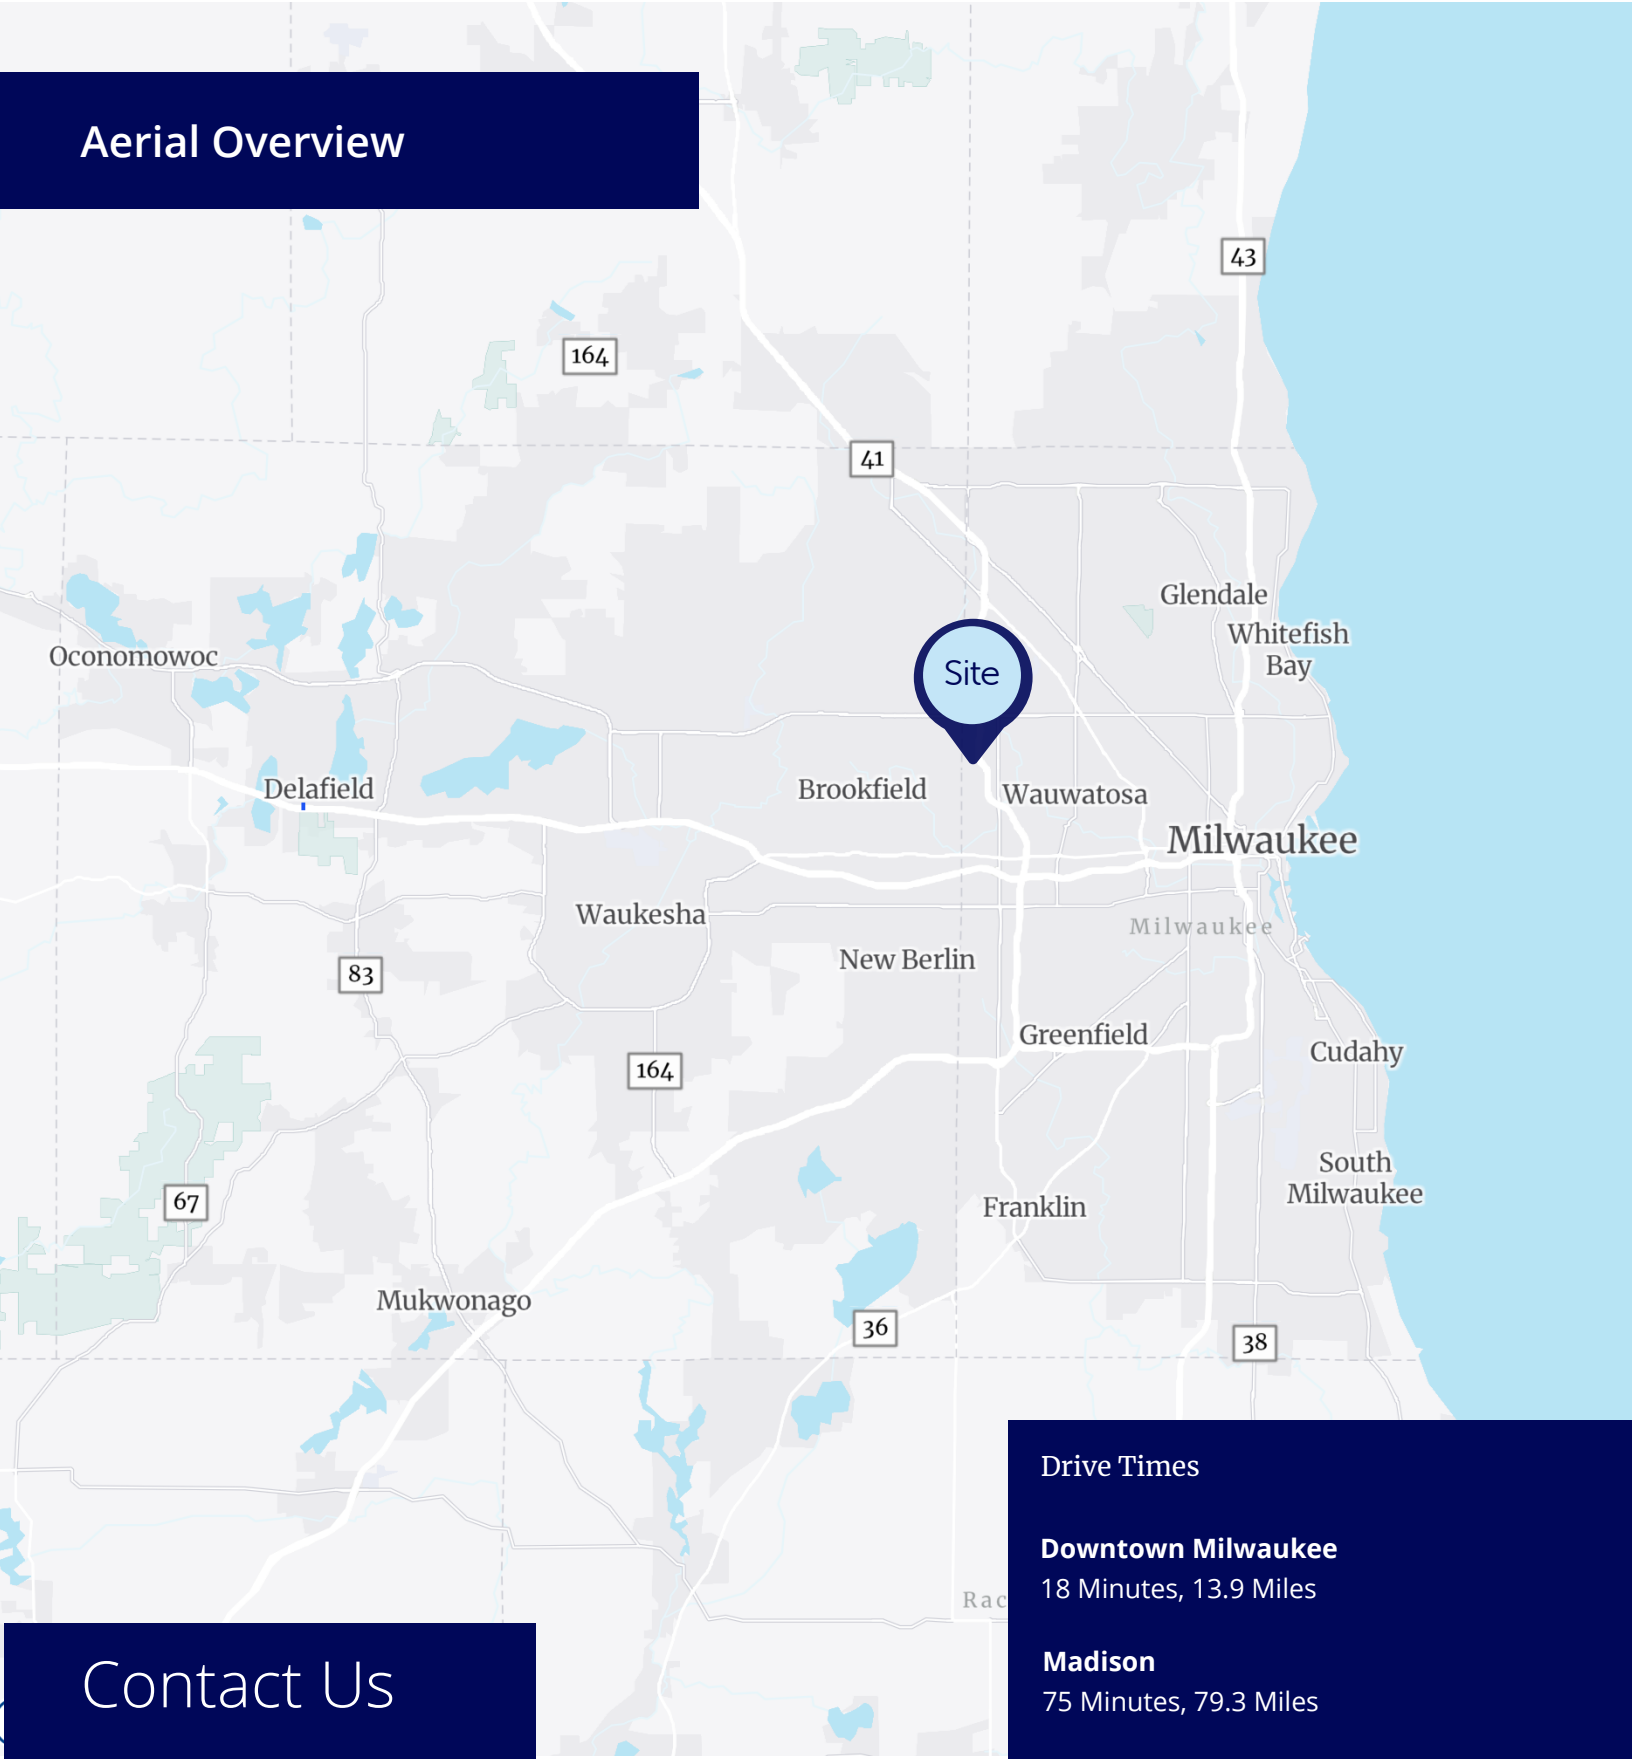 Aerial Overview
43
164
41
Glendale
Whitefish
Bay
Oconomowoc
Site
Delafield
Brookfield
Wauwatosa
Milwaukee
Waukesha
Milwaukee
New Berlin
83
Greenfield
Cudahy
164
South
Milwaukee
67
Franklin
Mukwonago
36
38
Drive Times
Downtown Milwaukee
18 Minutes, 13.9 Miles
Rac
Madison
75 Minutes, 79.3 Miles
Contact Us